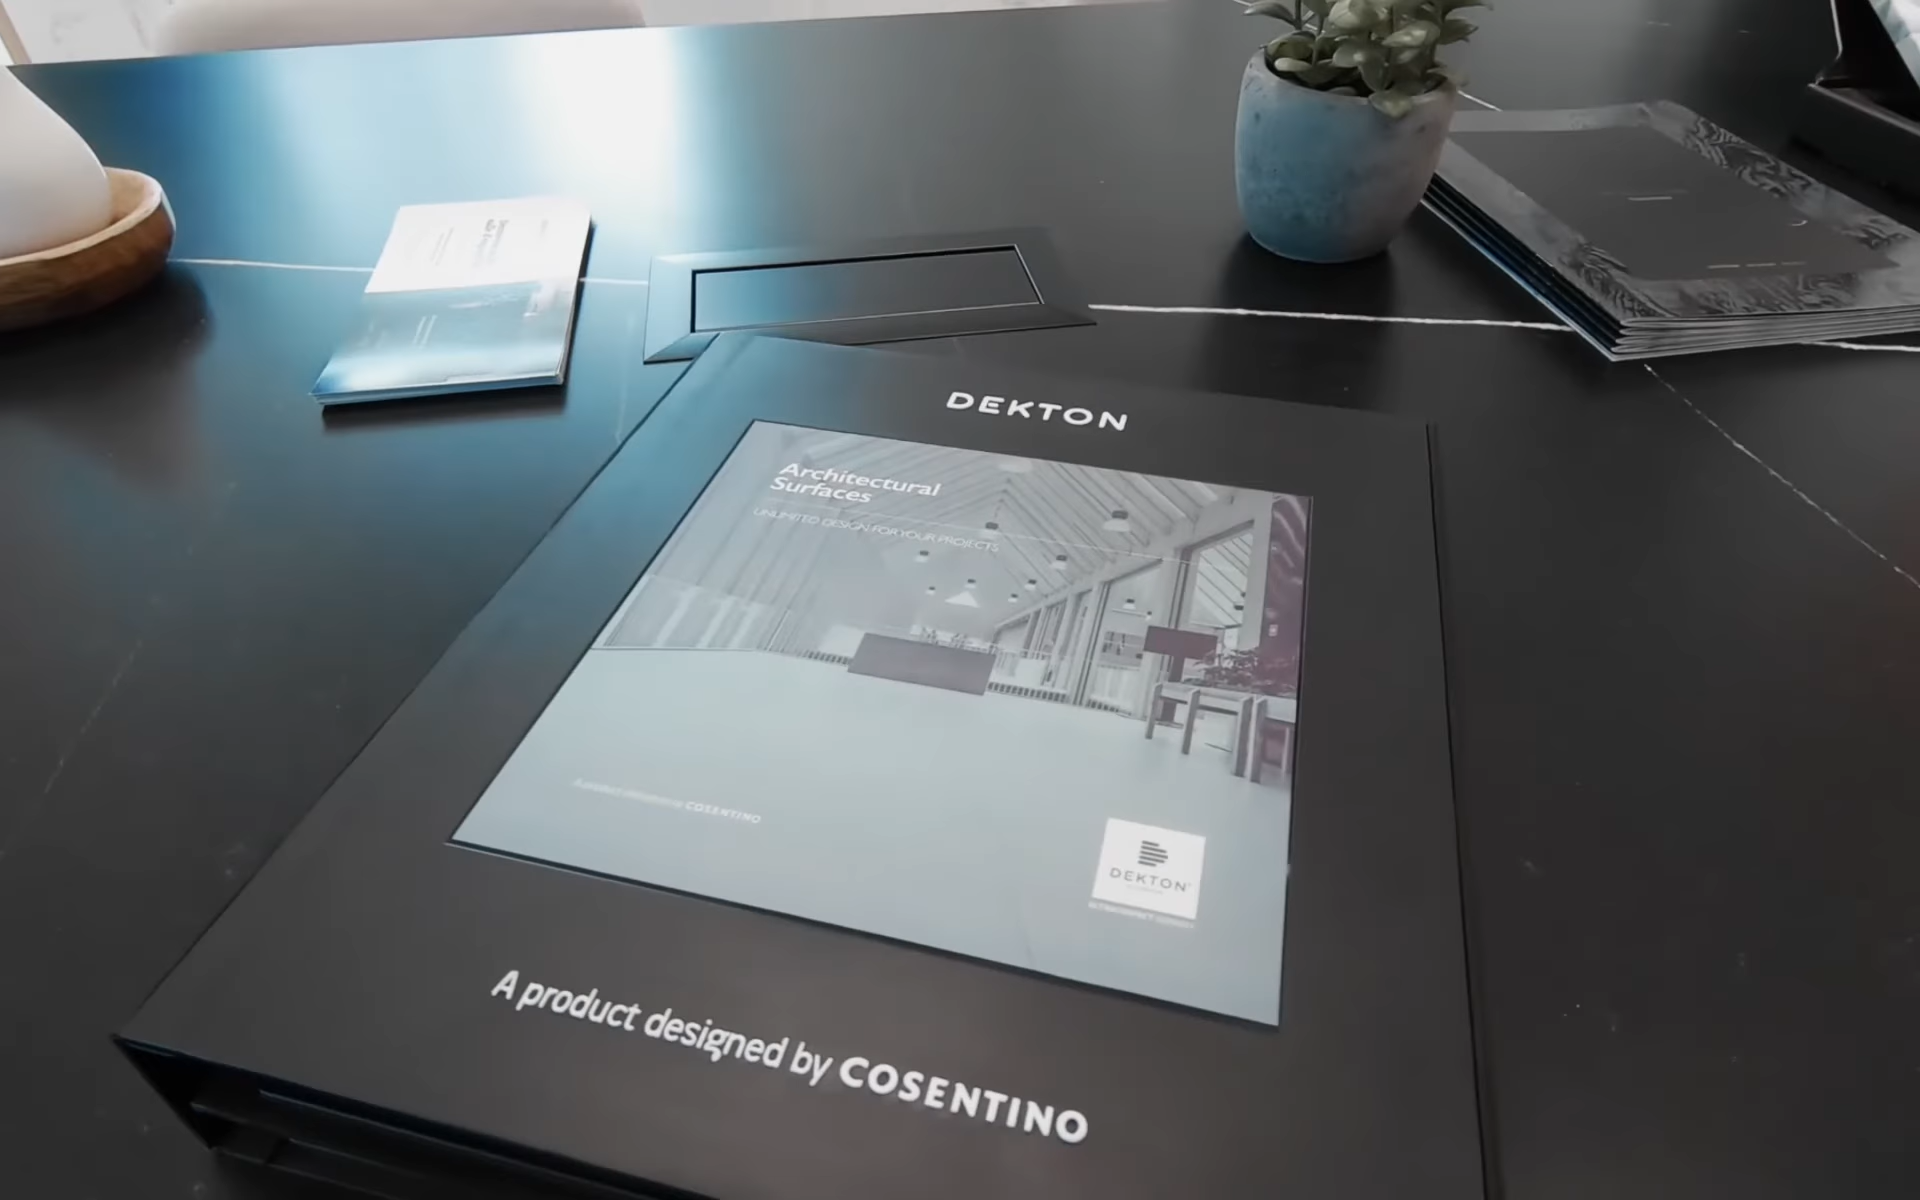 DEKTON
Architectural
Surfaces
UNLIMITED DESIGN FOR YOUR PROJECTS
COSENTINO
DEKTON
A product designed by COSENTINO